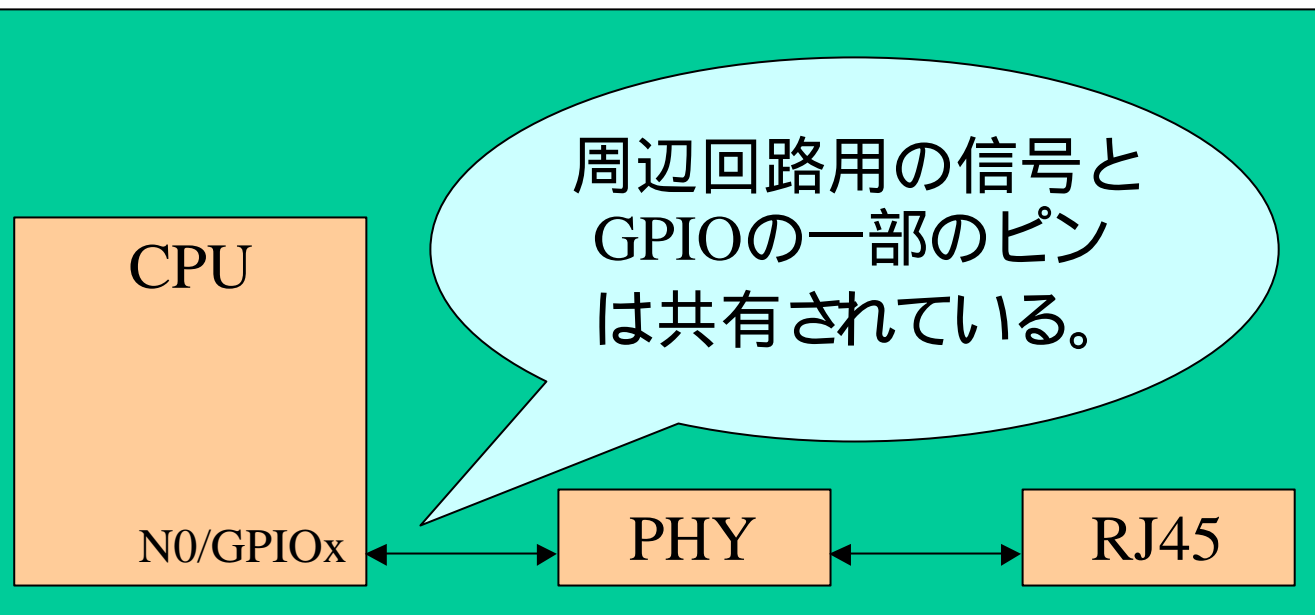 周辺回路用の信号と
GPIOの一部のピン
は共有されている。
CPU
N0/GPIOx
PHY
RJ45